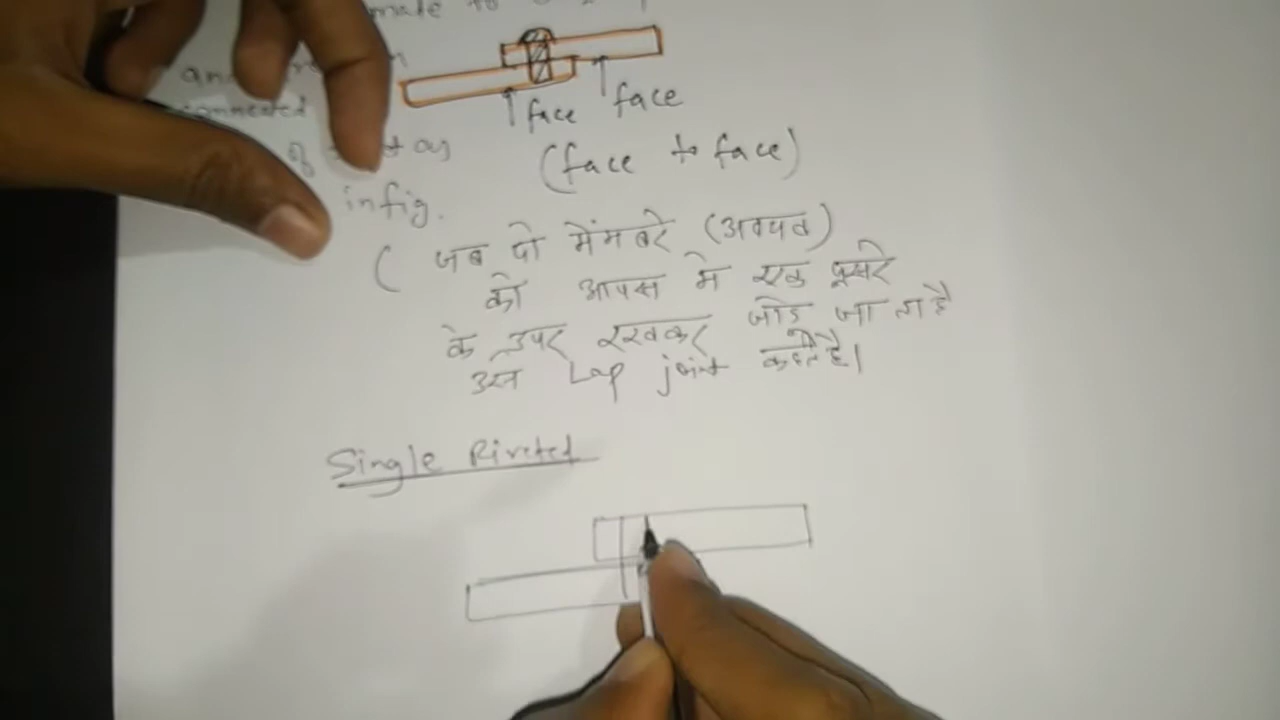 face face
(face to face)
infig.
( जब दो मेंमबरे (अवयव)
को आपस मे एक दूसरे
के उपर रखकर जोडा जाता है
उसे Lap joint कहते है।
Single Riveted